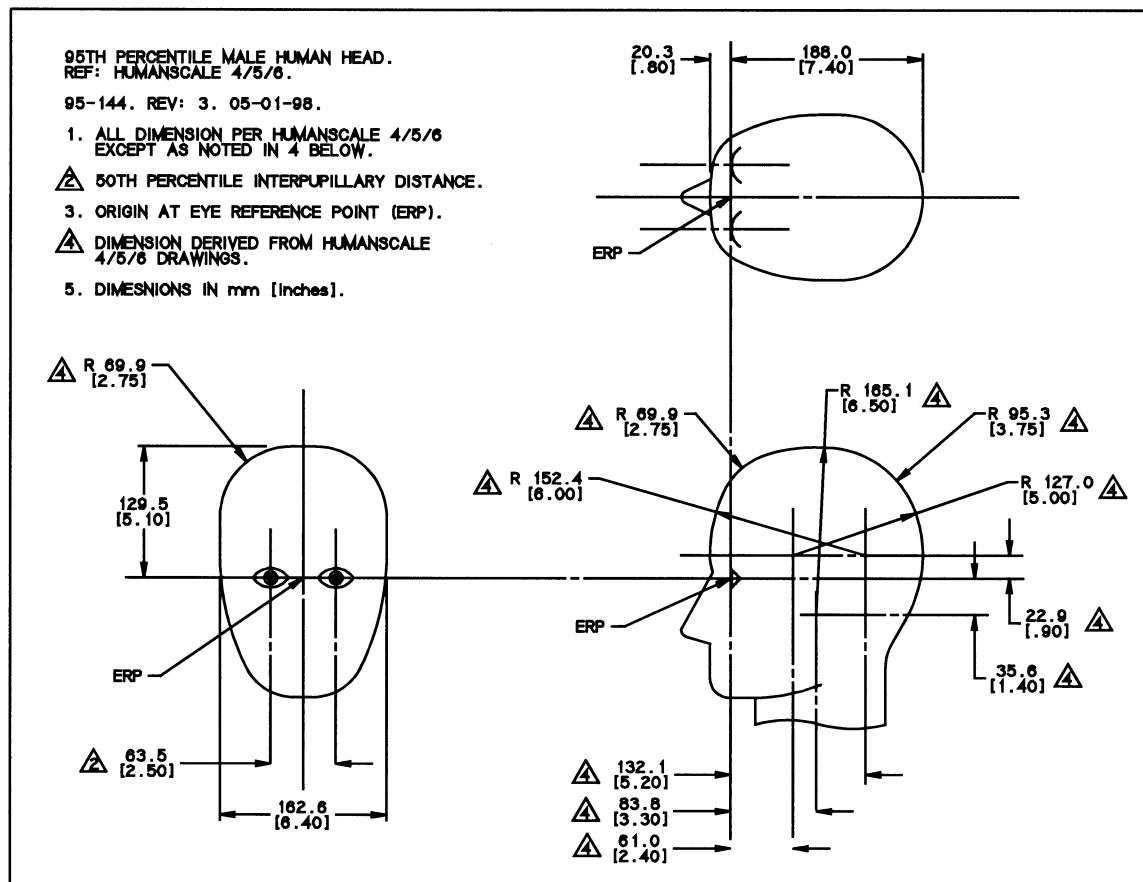 95TH PERCENTILE MALE HUMAN HEAD.
REF: HUMANSCALE 4/5/6.
95-144. REV: 3. 05-01-98.
1. ALL DIMENSION PER HUMANSCALE 4/5/6
EXCEPT AS NOTED IN 4 BELOW.
2 50TH PERCENTILE INTERPUPILLARY DISTANCE.
3. ORIGIN AT EYE REFERENCE POINT (ERP).
4 DIMENSION DERIVED FROM HUMANSCALE
4/5/6 DRAWINGS.
5. DIMESNIONS IN mm [inches].
20.3
[.80]
188.0
[7.40]
ERP
4 R 69.9
[2.75]
129.5
[5.10]
ERP
2 63.5
[2.50]
162.6
[6.40]
R 165.1 4
[6.50]
4 R 69.9
[2.75]
R 95.3 4
[3.75]
4 R 152.4
[6.00]
R 127.0 4
[5.00]
ERP
22.9 4
[.90]
35.6 4
[1.40]
4 132.1
[5.20]
4 83.8
[3.30]
4 61.0
[2.40]